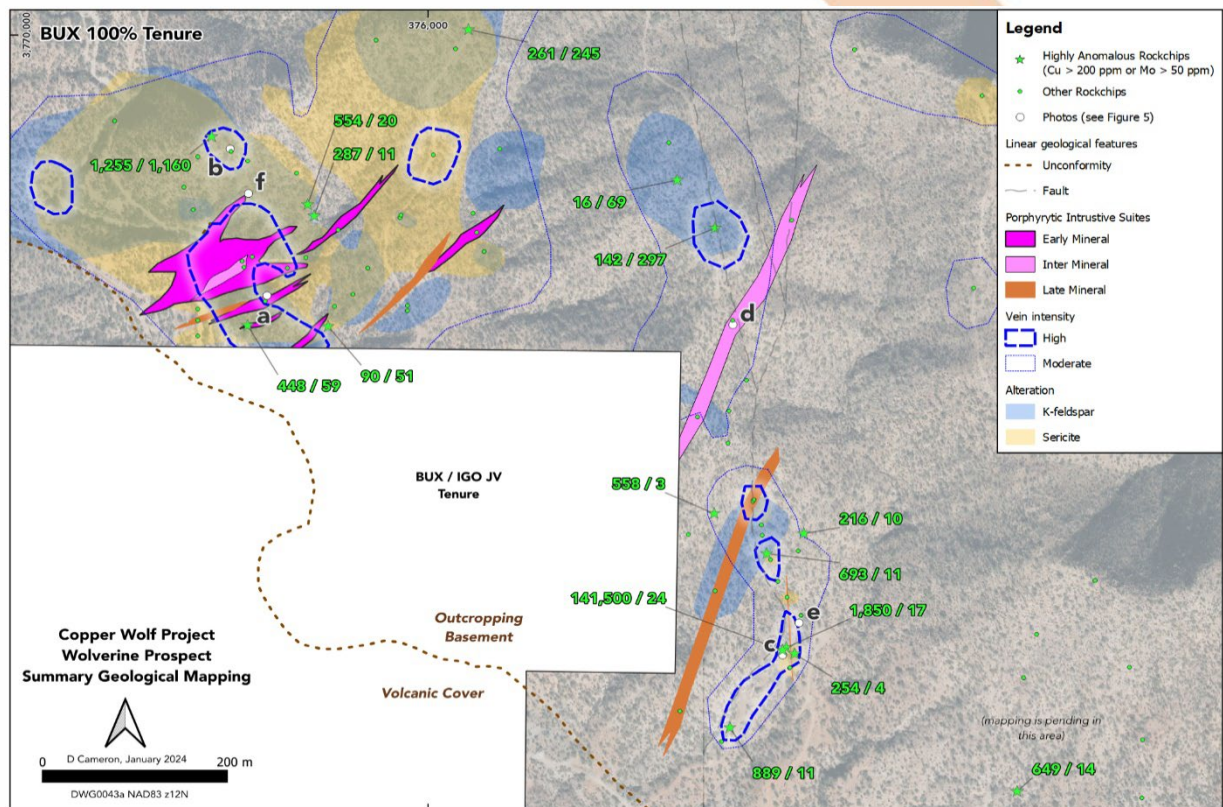 BUX 100% Tenure
3,770,000
376,000
261 / 245
554 / 20
287 / 11
1,255 / 1,160
b
f
a
448 / 59
90 / 51
16 / 69
142 / 297
d
BUX / IGO JV
Tenure
558 / 3
216 / 10
693 / 11
141,500 / 24
1,850 / 17
e
c
254 / 4
889 / 11
649 / 14
(mapping is pending in
this area)
Outcropping
Basement
Volcanic Cover
Copper Wolf Project
Wolverine Prospect
Summary Geological Mapping
D Cameron, January 2024
0
200 m
DWG0043a NAD83 z12N
Legend
Highly Anomalous Rockchips
(Cu > 200 ppm or Mo > 50 ppm)
Other Rockchips
Photos (see Figure 5)
Linear geological features
Unconformity
Fault
Porphyrytic Intrustive Suites
Early Mineral
Inter Mineral
Late Mineral
Vein intensity
High
Moderate
Alteration
K-feldspar
Sericite